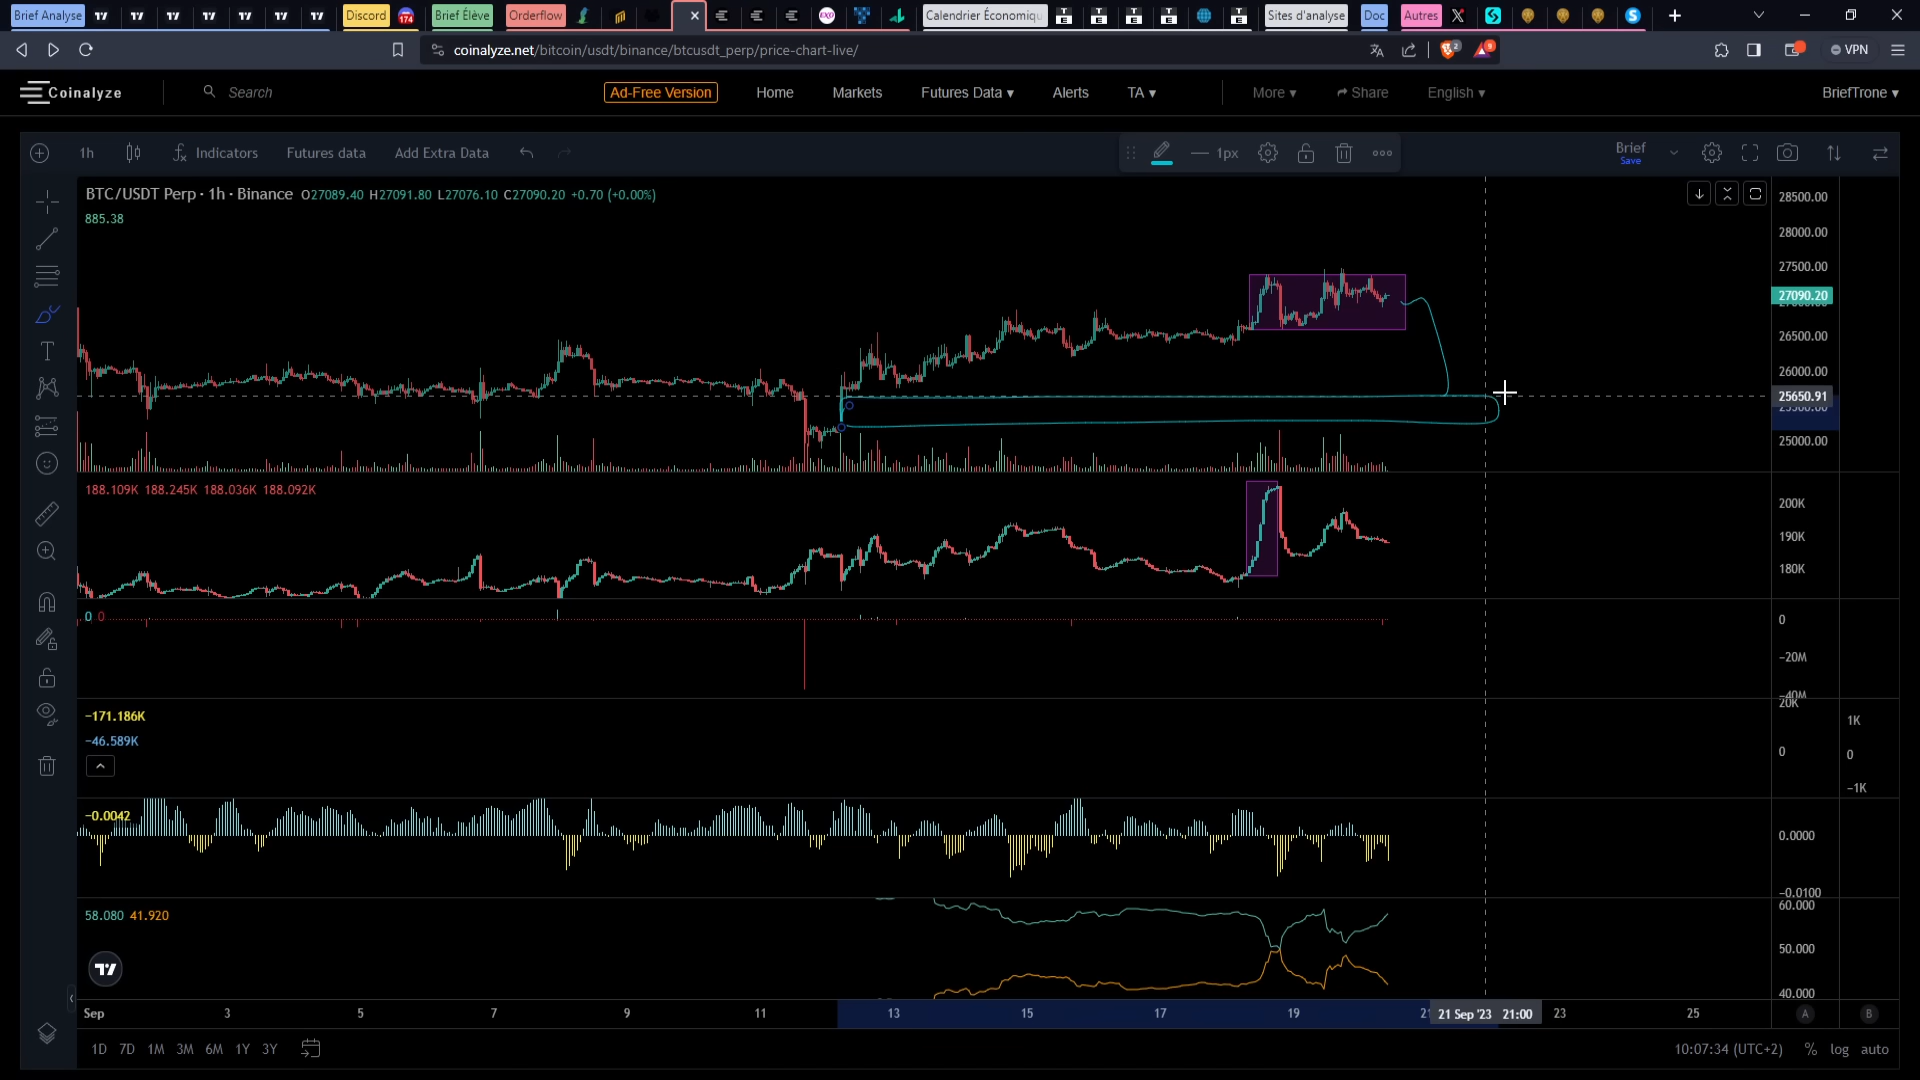 Brief Analyse
Discord
174
Brief Élève
Orderflow
EXO
Calendrier Économiqu
Sites d'analyse
Doc
Autres
coinalyze.net/bitcoin/usdt/binance/btcusdt_perp/price-chart-live/
2
9
VPN
Coinalyze
Search
Ad-Free Version
Home
Markets
Futures Data ▾
Alerts
TA ▾
More ▾
Share
English ▾
BriefTrone ▾
1h
Indicators
Futures data
Add Extra Data
1px
Brief
Save
BTC/USDT Perp · 1h · Binance O27089.40 H27091.80 L27076.10 C27090.20 +0.70 (+0.00%)
885.38
28500.00
28000.00
27500.00
27090.20
26500.00
26000.00
25650.91
25000.00
188.109K 188.245K 188.036K 188.092K
200K
190K
180K
0 0
0
−20M
−40M
20K
−171.186K
−46.589K
1K
0
0
−1K
−0.0042
0.0000
−0.0100
58.080 41.920
60.000
50.000
40.000
Sep 3 5 7 9 11 13 15 17 19 21 Sep '23 21:00 23 25 A B
1D 7D 1M 3M 6M 1Y 3Y
10:07:34 (UTC+2) % log auto